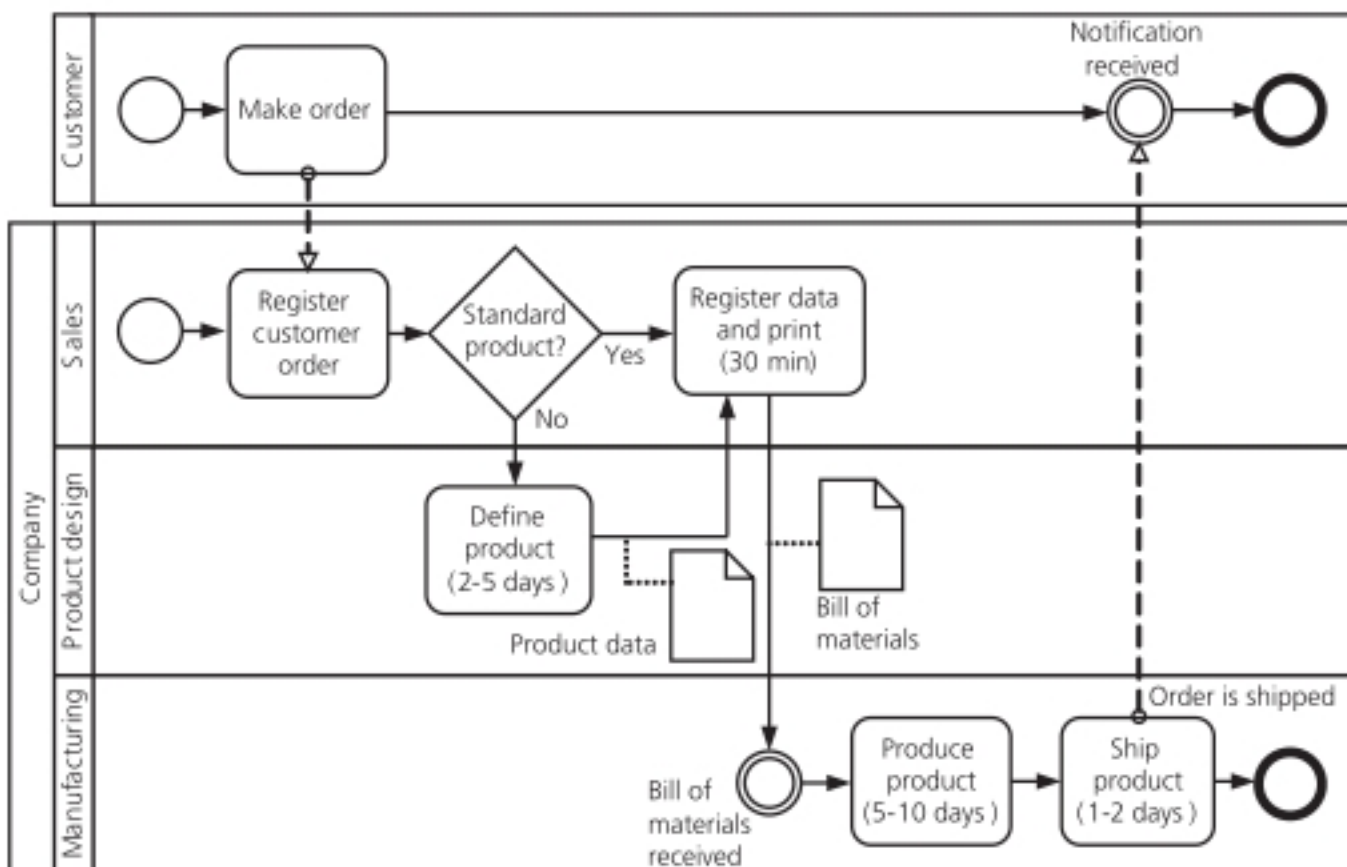 Customer
Make order
Notification
received
Company
Sales
Register
customer
order
Standard
product?
Yes
No
Register data
and print
(30 min)
Product design
Define
product
(2-5 days)
Product data
Bill of
materials
Manufacturing
Bill of
materials
received
Produce
product
(5-10 days)
Order is shipped
Ship
product
(1-2 days)